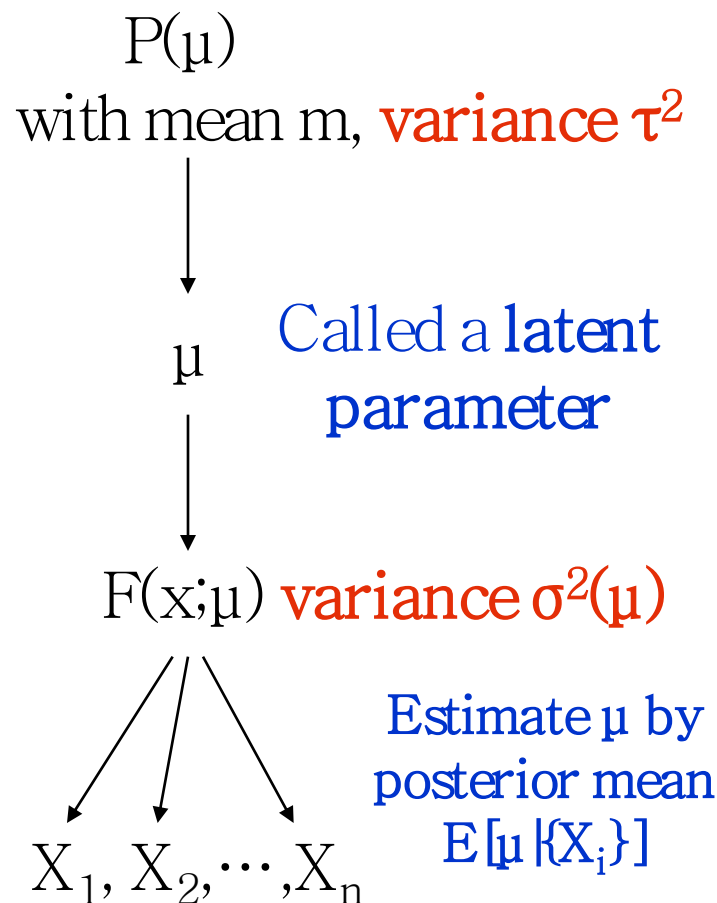 P(µ)
with mean m, variance τ²
µ
Called a latent
parameter
F(x;µ) variance σ²(µ)
Estimate µ by
posterior mean
E[µ|{Xᵢ}]
X₁, X₂,⋯,Xₙ